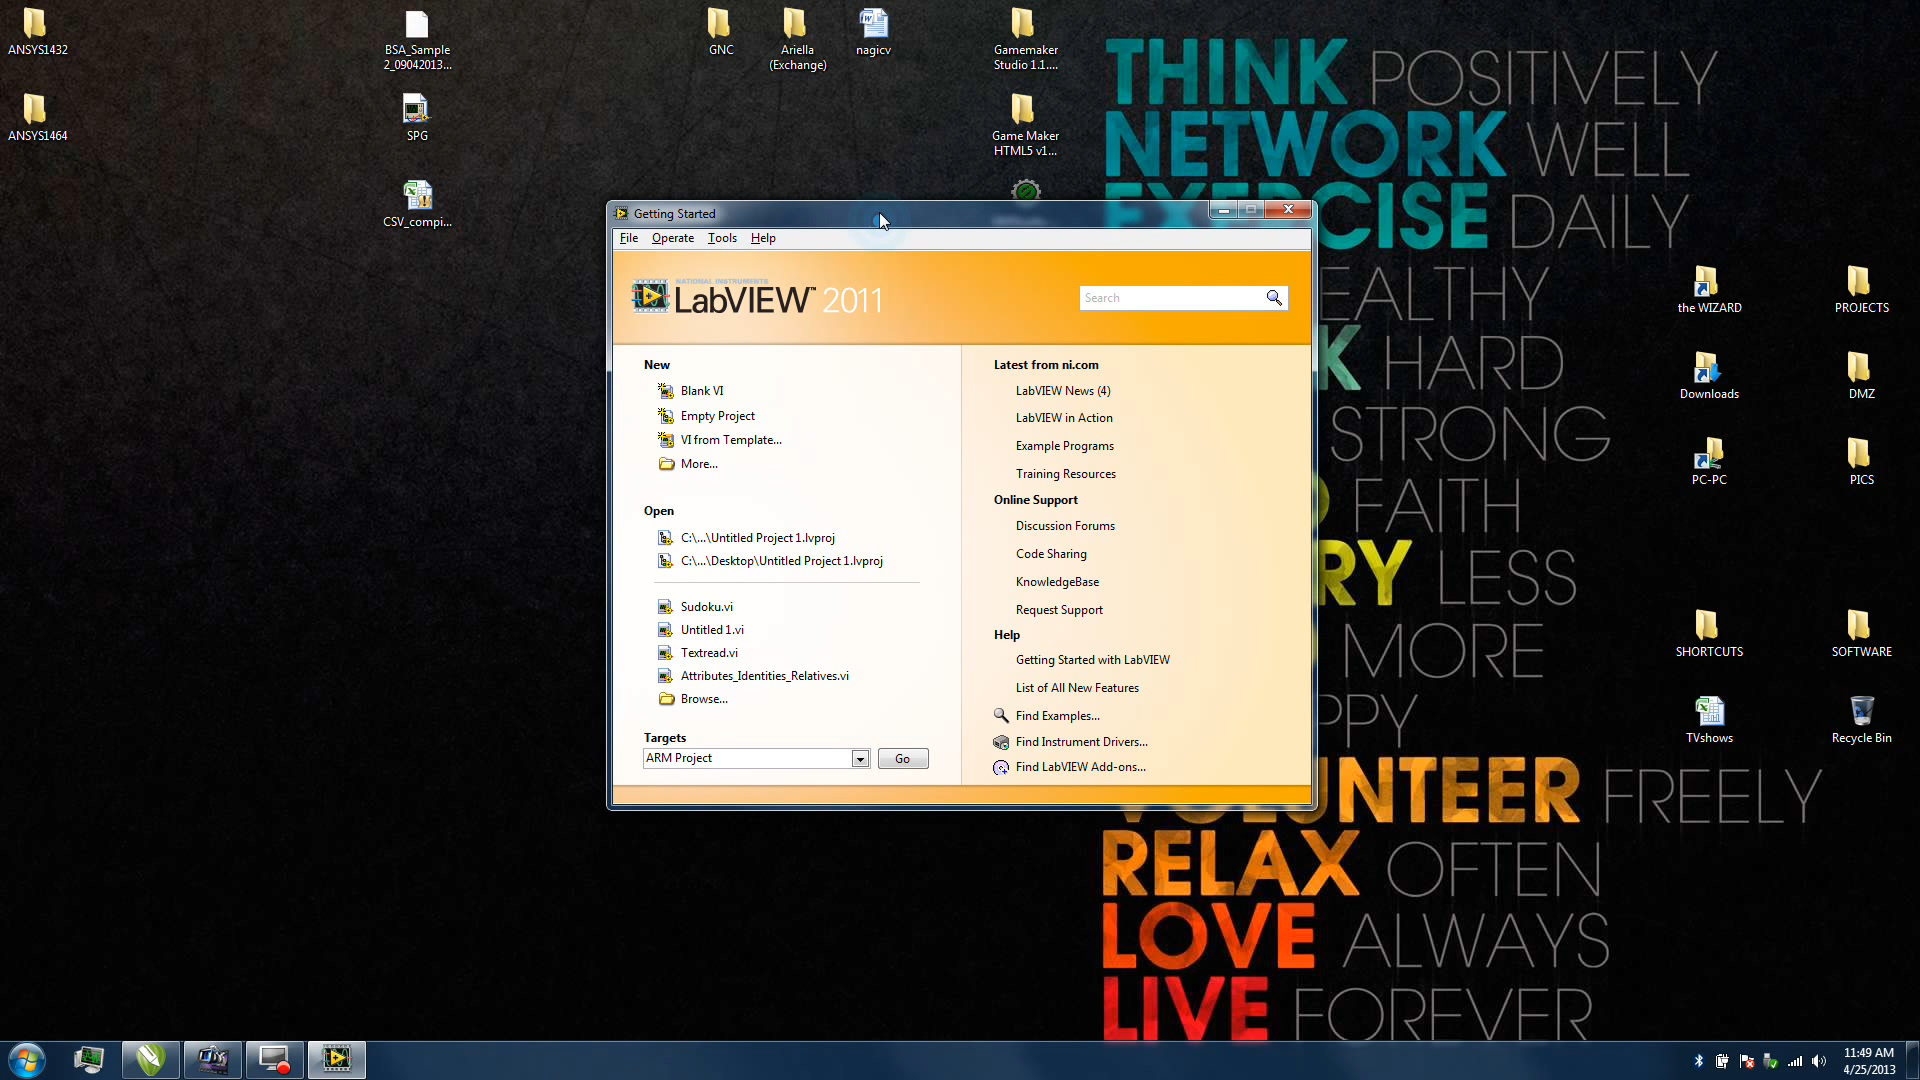 ANSYS1432
BSA_Sample
2_09042013...
GNC
Ariella
(Exchange)
nagicv
Gamemaker
Studio 1.1....
ANSYS1464
SPG
Game Maker
HTML5 v1...
CSV_compi...
THINK POSITIVELY
NETWORK WELL
EXERCISE DAILY
EALTHY
K HARD
STRONG
FAITH
RY LESS
MORE
PPY
VOLUNTEER FREELY
RELAX OFTEN
LOVE ALWAYS
LIVE FOREVER
Getting Started
File Operate Tools Help
NATIONAL INSTRUMENTS
LabVIEW™ 2011
Search
New
Blank VI
Empty Project
VI from Template...
More...
Open
C:\...\Untitled Project 1.lvproj
C:\...\Desktop\Untitled Project 1.lvproj
Sudoku.vi
Untitled 1.vi
Textread.vi
Attributes_Identities_Relatives.vi
Browse...
Targets
ARM Project
Go
Latest from ni.com
LabVIEW News (4)
LabVIEW in Action
Example Programs
Training Resources
Online Support
Discussion Forums
Code Sharing
KnowledgeBase
Request Support
Help
Getting Started with LabVIEW
List of All New Features
Find Examples...
Find Instrument Drivers...
Find LabVIEW Add-ons...
the WIZARD
PROJECTS
Downloads
DMZ
PC-PC
PICS
SHORTCUTS
SOFTWARE
TVshows
Recycle Bin
11:49 AM
4/25/2013